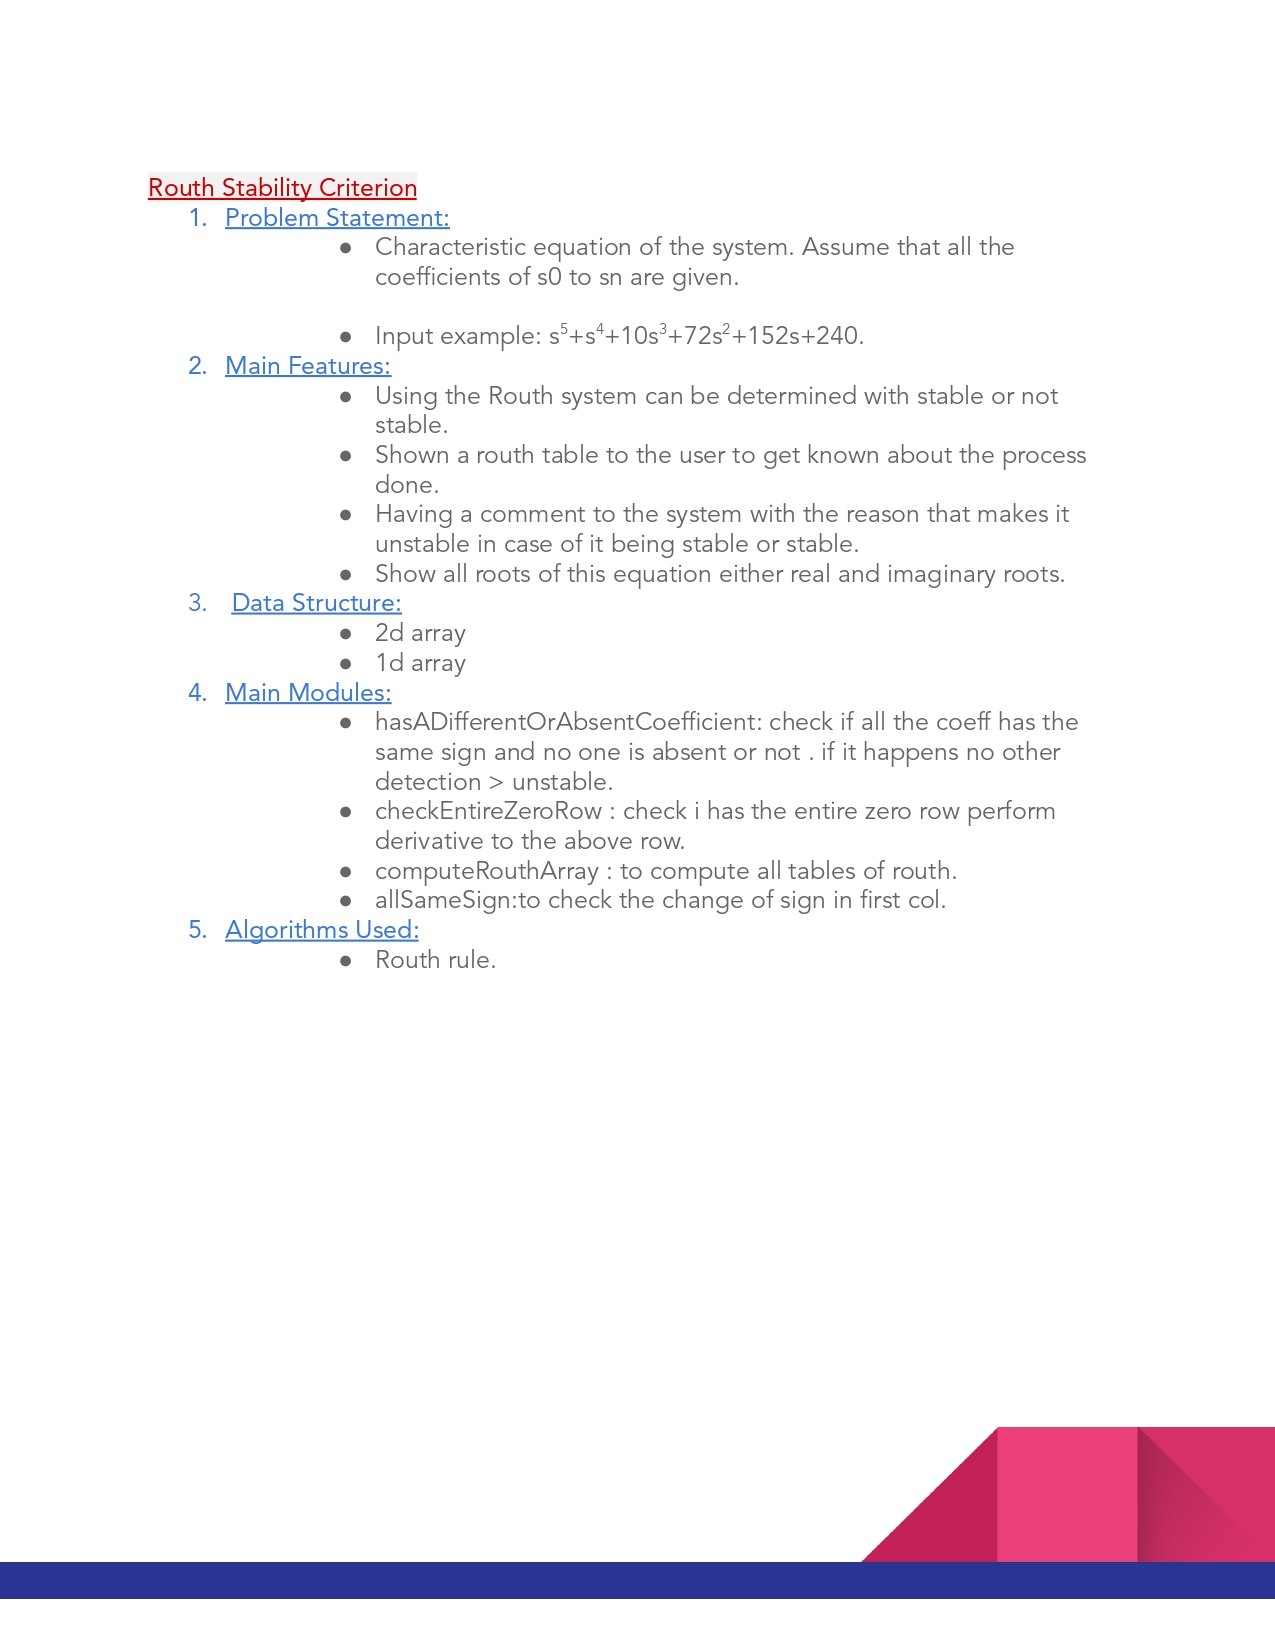 Routh Stability Criterion
1. Problem Statement:
● Characteristic equation of the system. Assume that all the
coefficients of s0 to sn are given.
● Input example: s⁵+s⁴+10s³+72s²+152s+240.
2. Main Features:
● Using the Routh system can be determined with stable or not
stable.
● Shown a routh table to the user to get known about the process
done.
● Having a comment to the system with the reason that makes it
unstable in case of it being stable or stable.
● Show all roots of this equation either real and imaginary roots.
3. Data Structure:
● 2d array
● 1d array
4. Main Modules:
● hasADifferentOrAbsentCoefficient: check if all the coeff has the
same sign and no one is absent or not . if it happens no other
detection > unstable.
● checkEntireZeroRow : check i has the entire zero row perform
derivative to the above row.
● computeRouthArray : to compute all tables of routh.
● allSameSign:to check the change of sign in first col.
5. Algorithms Used:
● Routh rule.